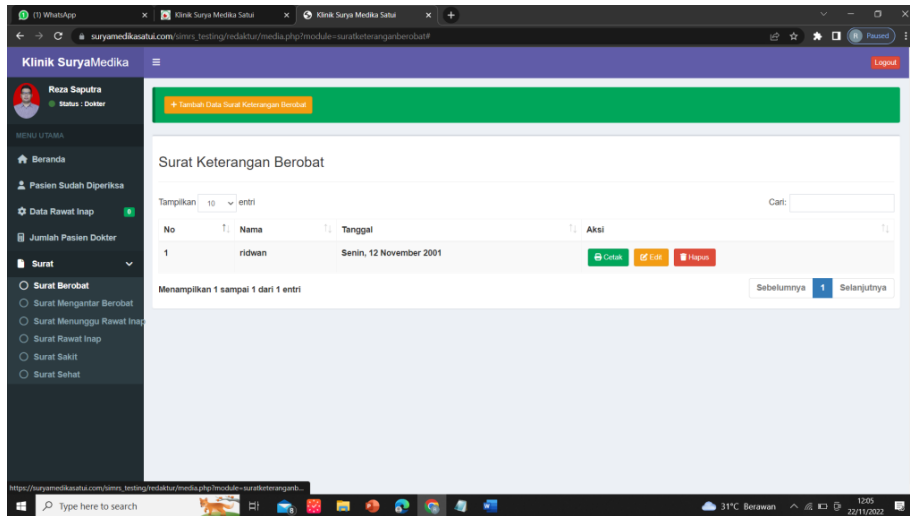 (1) WhatsApp
Klinik Surya Medika Satui
Klinik Surya Medika Satui
suryamedikasatui.com/simrs_testing/redaktur/media.php?module=suratketeranganberobat#
Paused
Klinik SuryaMedika
Logout
Reza Saputra
Status : Dokter
+ Tambah Data Surat Keterangan Berobat
MENU UTAMA
Beranda
Pasien Sudah Diperiksa
Data Rawat Inap
Jumlah Pasien Dokter
Surat
Surat Berobat
Surat Mengantar Berobat
Surat Menunggu Rawat Inap
Surat Rawat Inap
Surat Sakit
Surat Sehat
Surat Keterangan Berobat
Tampilkan 10 entri
Cari:
No Nama Tanggal Aksi
1 ridwan Senin, 12 November 2001 Cetak Edit Hapus
Menampilkan 1 sampai 1 dari 1 entri
Sebelumnya 1 Selanjutnya
https://suryamedikasatui.com/simrs_testing/redaktur/media.php?module=suratketeranganb...
Type here to search
31°C Berawan
12:05
22/11/2022